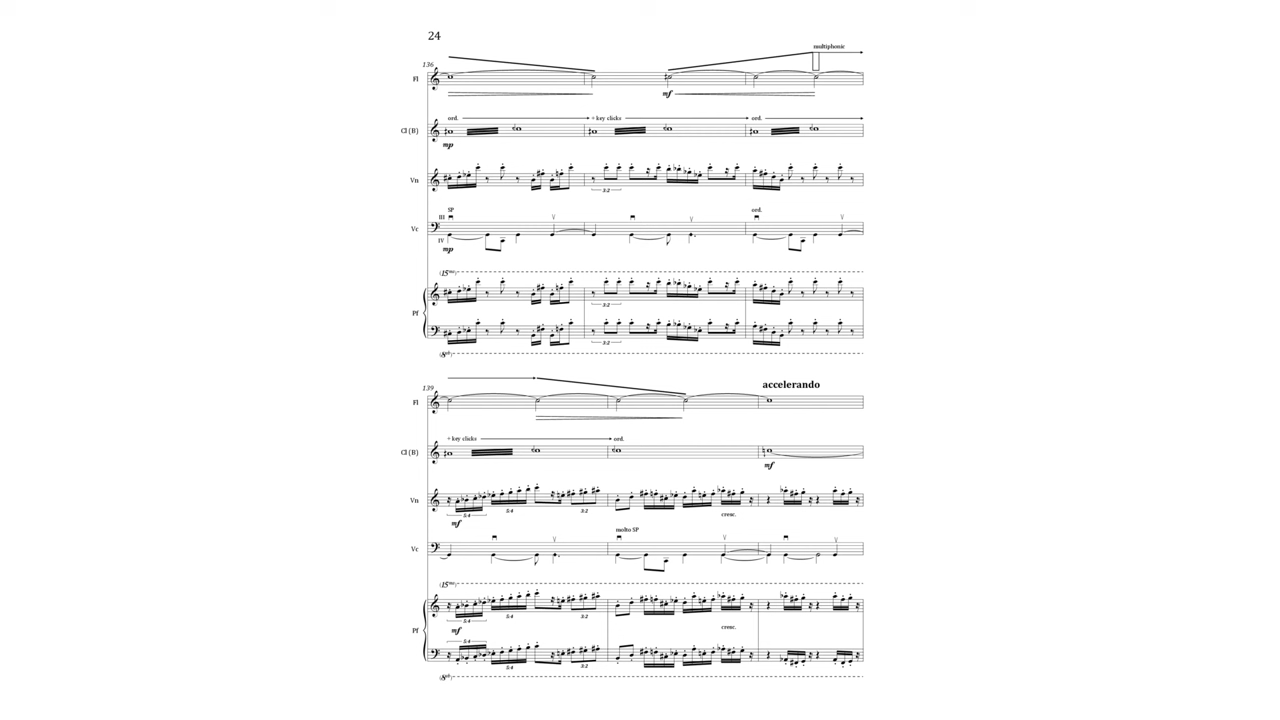 24
multiphonic
136
Fl
mf
ord.
+ key clicks
ord.
Cl (B)
mp
Vn
3:2
SP
ord.
III
Vc
IV
mp
(15ma)
3:2
Pf
3:2
(8vb)
139
accelerando
Fl
+ key clicks
ord.
Cl (B)
mf
Vn
5:4
5:4
3:2
cresc.
mf
molto SP
Vc
(15ma)
5:4
5:4
3:2
Pf
mf
cresc.
5:4
5:4
3:2
(8vb)